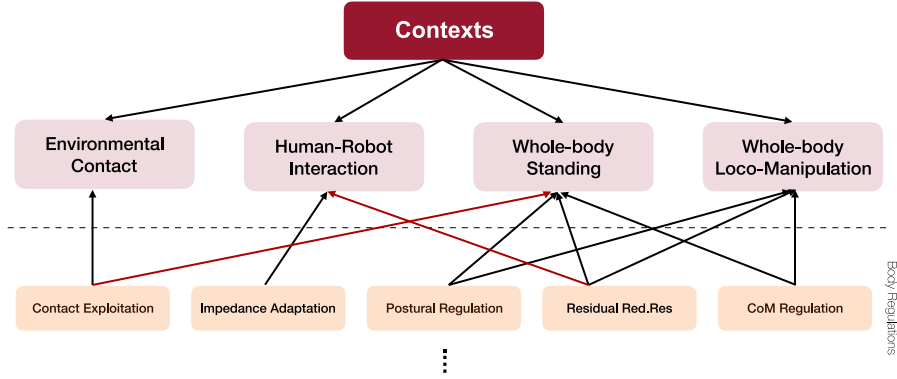 Contexts
Environmental
Contact
Human-Robot
Interaction
Whole-body
Standing
Whole-body
Loco-Manipulation
Body Regulations
Contact Exploitation
Impedance Adaptation
Postural Regulation
Residual Red.Res
CoM Regulation